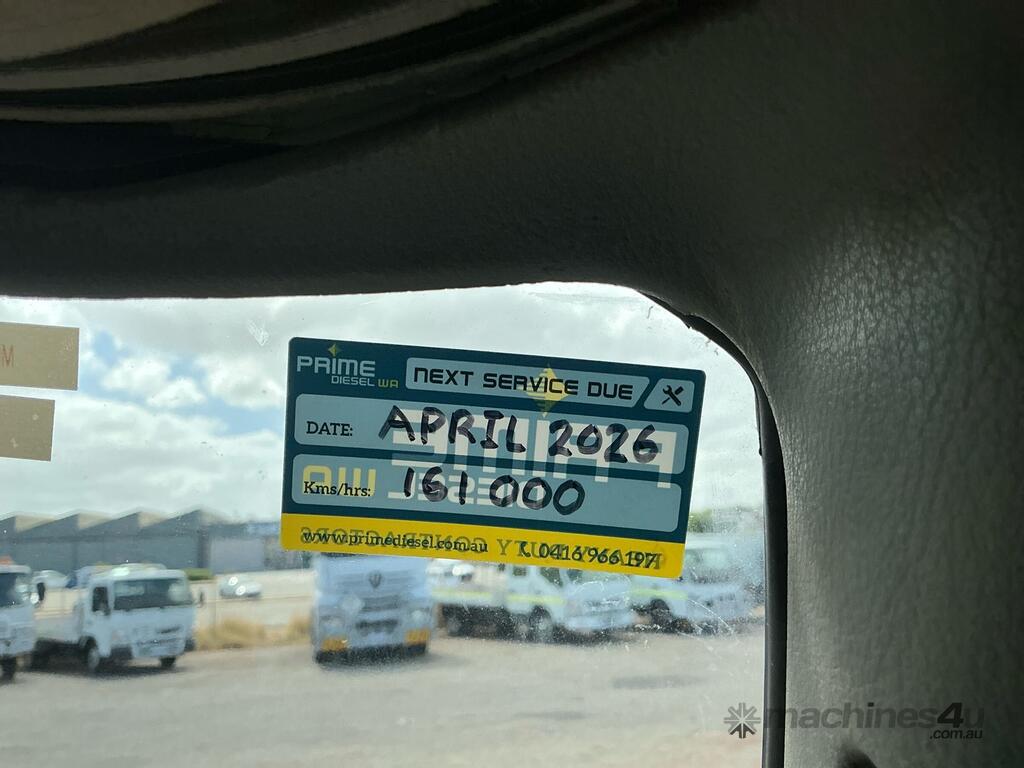 PRIME
DIESEL WA
NEXT SERVICE DUE
DATE: APRIL 2026
Kms/hrs: 161 000
www.primediesel.com.au 0416 966 197
machines4u
.com.au